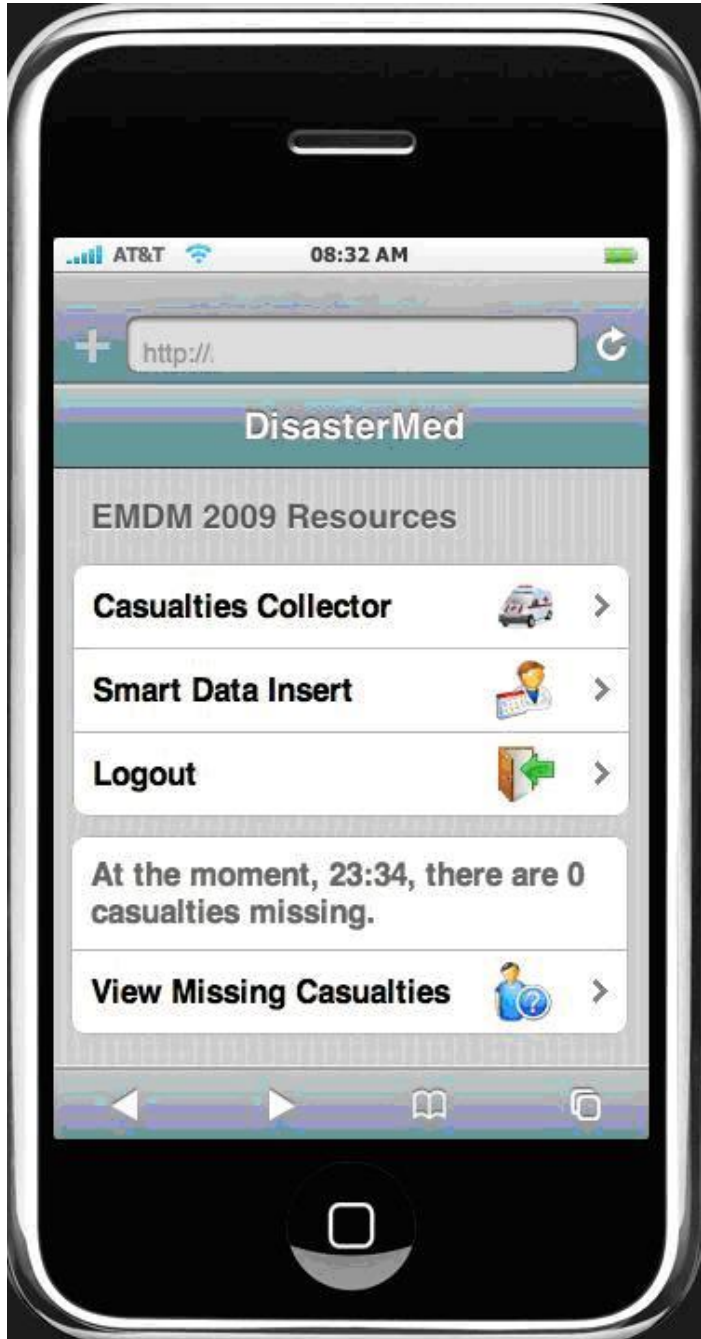 AT&T 08:32 AM
http://
DisasterMed
EMDM 2009 Resources
Casualties Collector
Smart Data Insert
Logout
At the moment, 23:34, there are 0
casualties missing.
View Missing Casualties
?